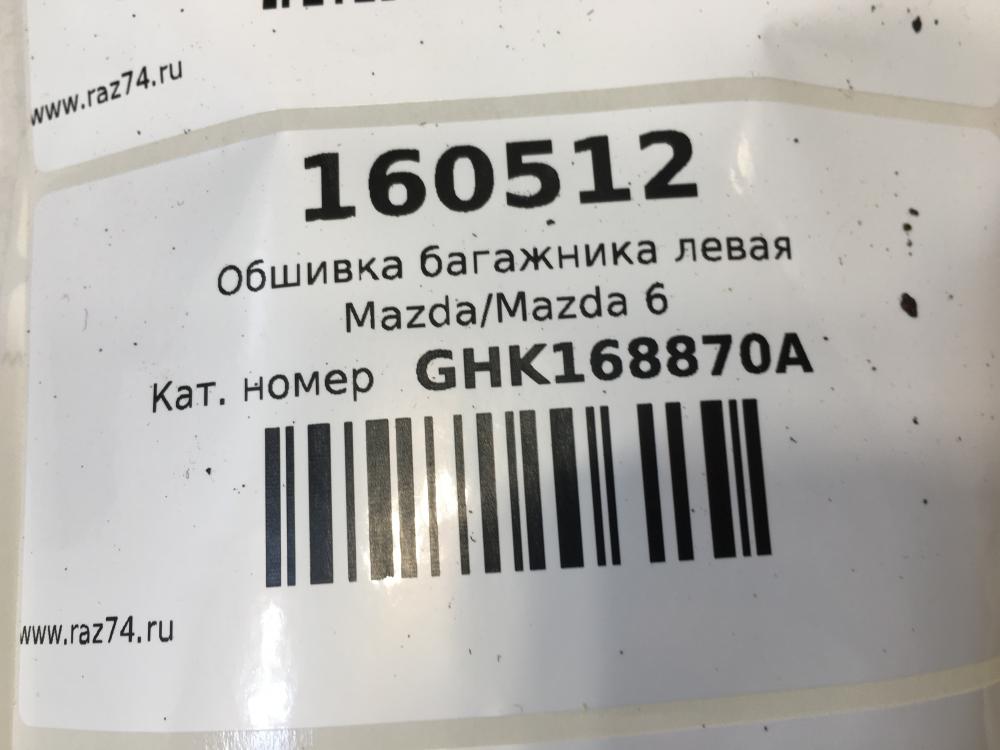 www.raz74.ru
160512
Обшивка багажника левая
Mazda/Mazda 6
Кат. номер GHK168870A
www.raz74.ru